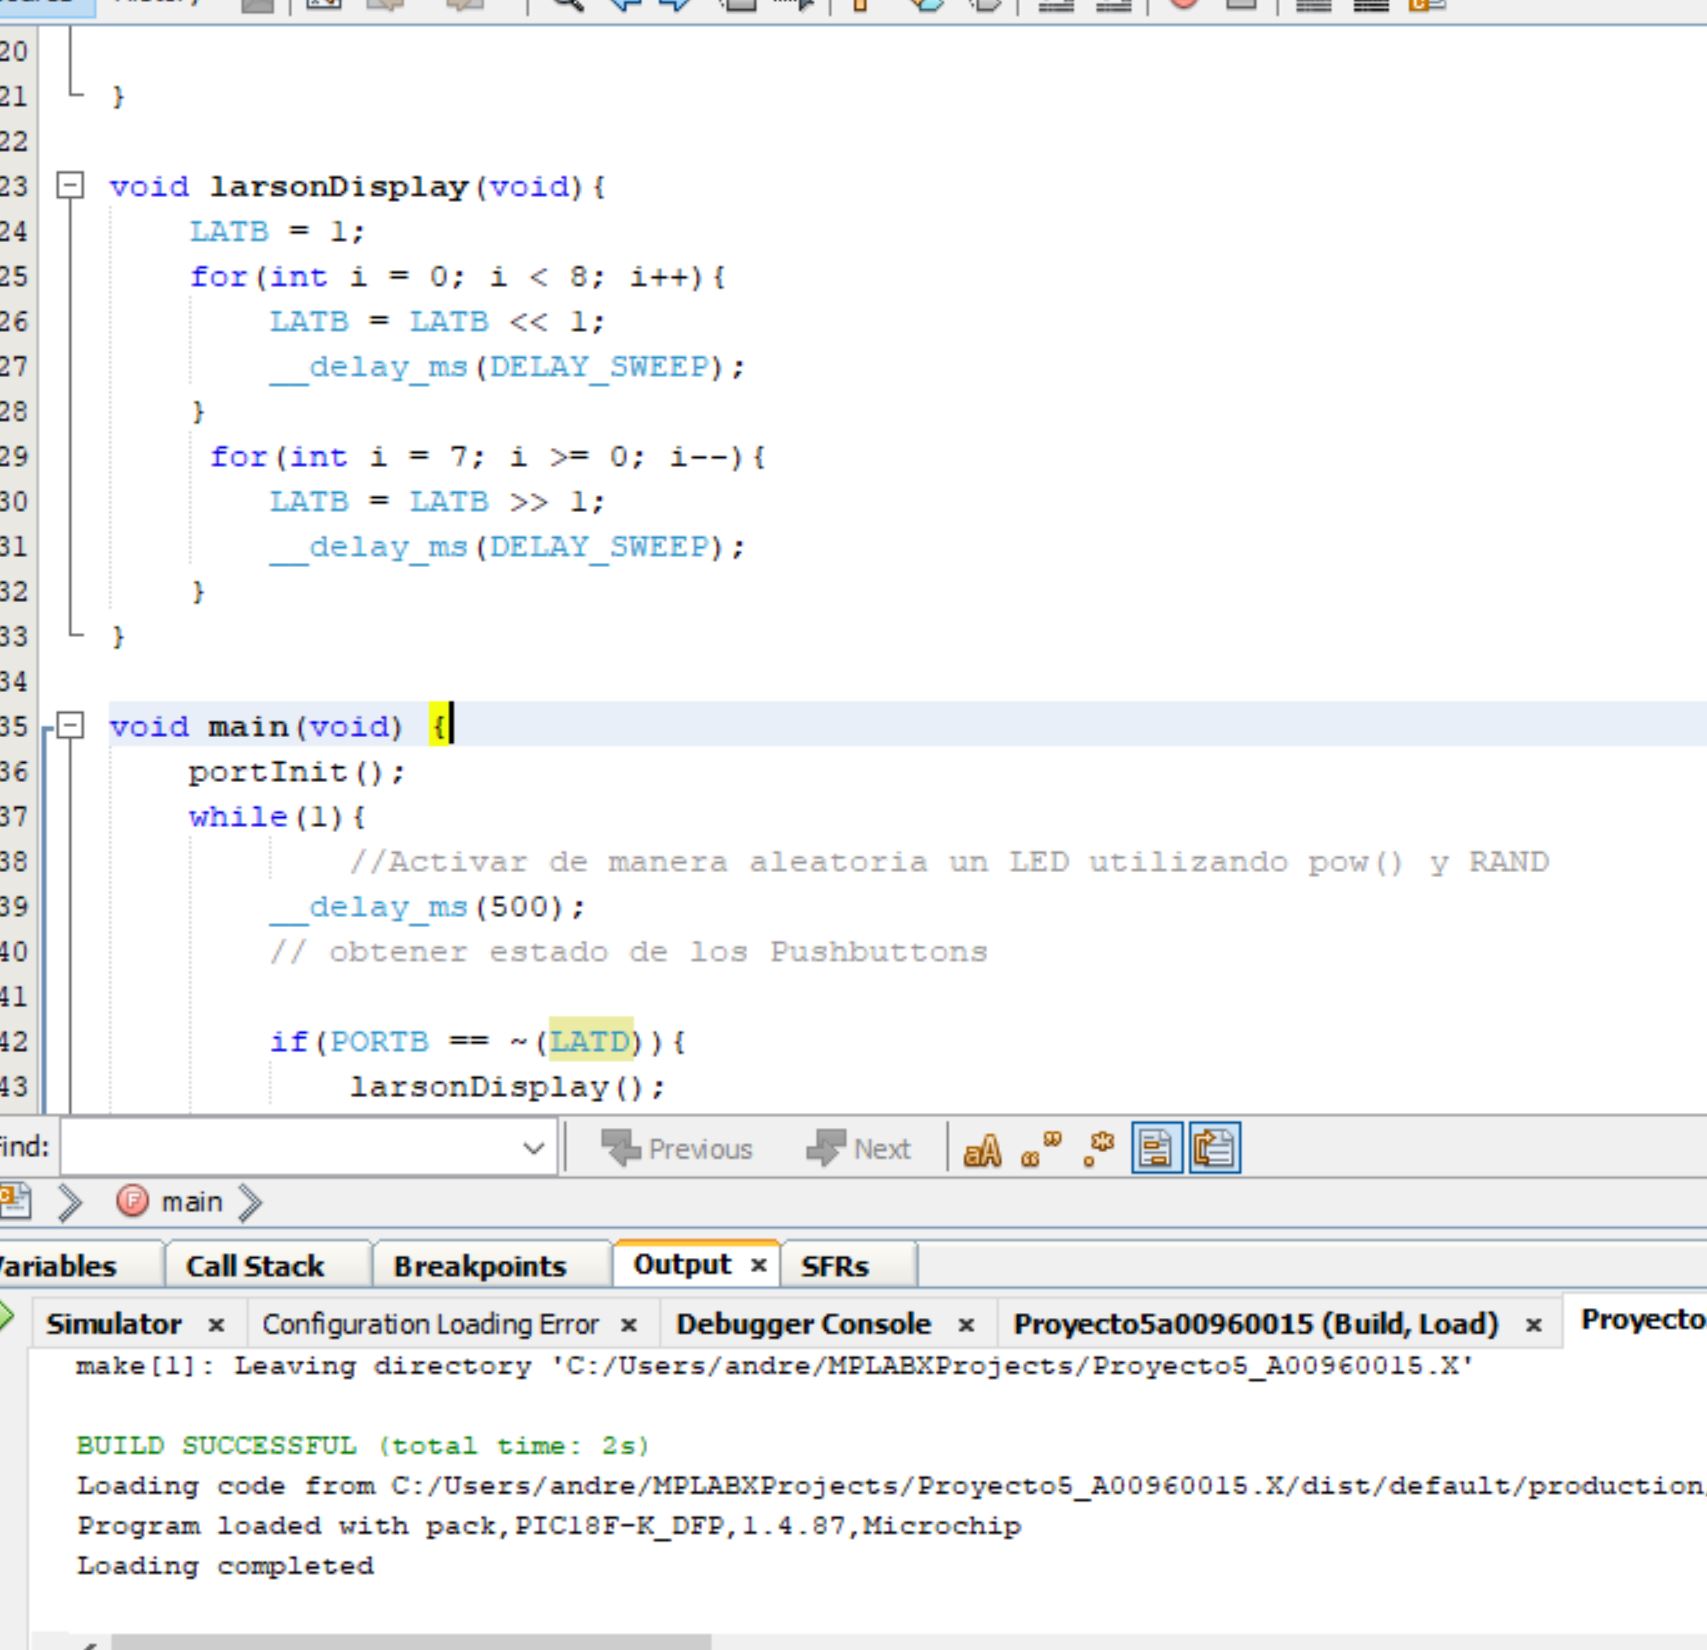 20
21 }
22
23 void larsonDisplay(void){
24 LATB = 1;
25 for(int i = 0; i < 8; i++){
26 LATB = LATB << 1;
27 __delay_ms(DELAY_SWEEP);
28 }
29 for(int i = 7; i >= 0; i--){
30 LATB = LATB >> 1;
31 __delay_ms(DELAY_SWEEP);
32 }
33 }
34
35 void main(void) {
36 portInit();
37 while(1){
38 //Activar de manera aleatoria un LED utilizando pow() y RAND
39 __delay_ms(500);
40 // obtener estado de los Pushbuttons
41
42 if(PORTB == ~(LATD)){
43 larsonDisplay();
Find: Previous Next
main
Variables Call Stack Breakpoints Output × SFRs
Simulator × Configuration Loading Error × Debugger Console × Proyecto5a00960015 (Build, Load) × Proyecto
make[1]: Leaving directory 'C:/Users/andre/MPLABXProjects/Proyecto5_A00960015.X'
BUILD SUCCESSFUL (total time: 2s)
Loading code from C:/Users/andre/MPLABXProjects/Proyecto5_A00960015.X/dist/default/production
Program loaded with pack,PIC18F-K_DFP,1.4.87,Microchip
Loading completed